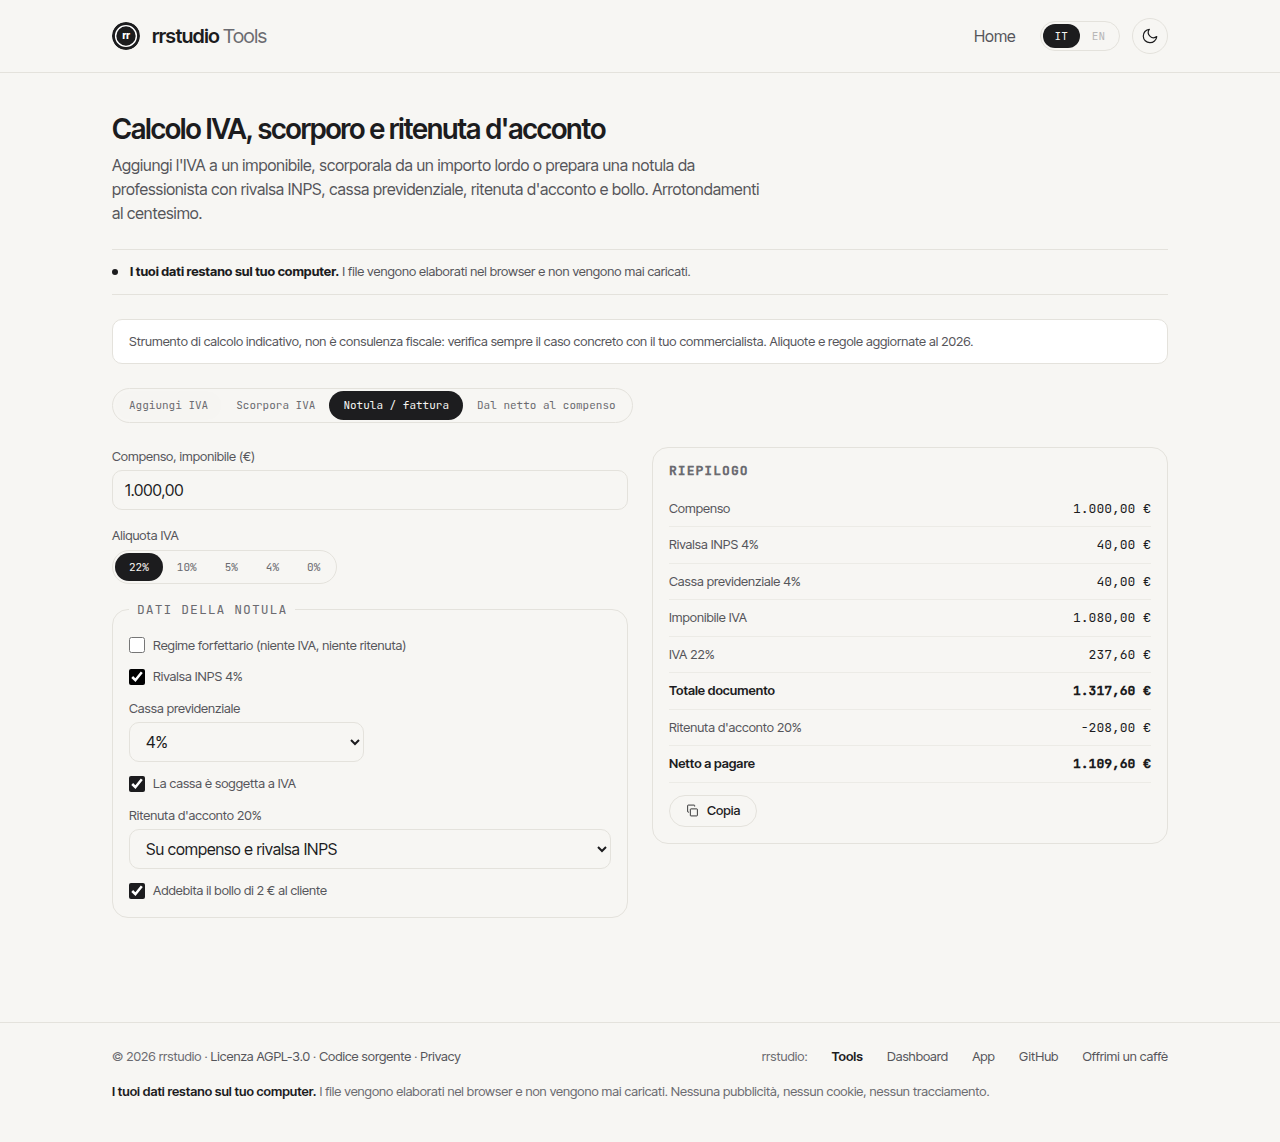 rr rrstudio Tools
Home
IT EN
Calcolo IVA, scorporo e ritenuta d'acconto
Aggiungi l'IVA a un imponibile, scorporala da un importo lordo o prepara una notula da
professionista con rivalsa INPS, cassa previdenziale, ritenuta d'acconto e bollo. Arrotondamenti
al centesimo.
I tuoi dati restano sul tuo computer. I file vengono elaborati nel browser e non vengono mai caricati.
Strumento di calcolo indicativo, non è consulenza fiscale: verifica sempre il caso concreto con il tuo commercialista. Aliquote e regole aggiornate al 2026.
Aggiungi IVA Scorpora IVA Notula / fattura Dal netto al compenso
Compenso, imponibile (€)
1.000,00
Aliquota IVA
22% 10% 5% 4% 0%
DATI DELLA NOTULA
Regime forfettario (niente IVA, niente ritenuta)
Rivalsa INPS 4%
Cassa previdenziale
4%
La cassa è soggetta a IVA
Ritenuta d'acconto 20%
Su compenso e rivalsa INPS
Addebita il bollo di 2 € al cliente
RIEPILOGO
Compenso 1.000,00 €
Rivalsa INPS 4% 40,00 €
Cassa previdenziale 4% 40,00 €
Imponibile IVA 1.080,00 €
IVA 22% 237,60 €
Totale documento 1.317,60 €
Ritenuta d'acconto 20% -208,00 €
Netto a pagare 1.109,60 €
Copia
© 2026 rrstudio · Licenza AGPL-3.0 · Codice sorgente · Privacy
rrstudio: Tools Dashboard App GitHub Offrimi un caffè
I tuoi dati restano sul tuo computer. I file vengono elaborati nel browser e non vengono mai caricati. Nessuna pubblicità, nessun cookie, nessun tracciamento.